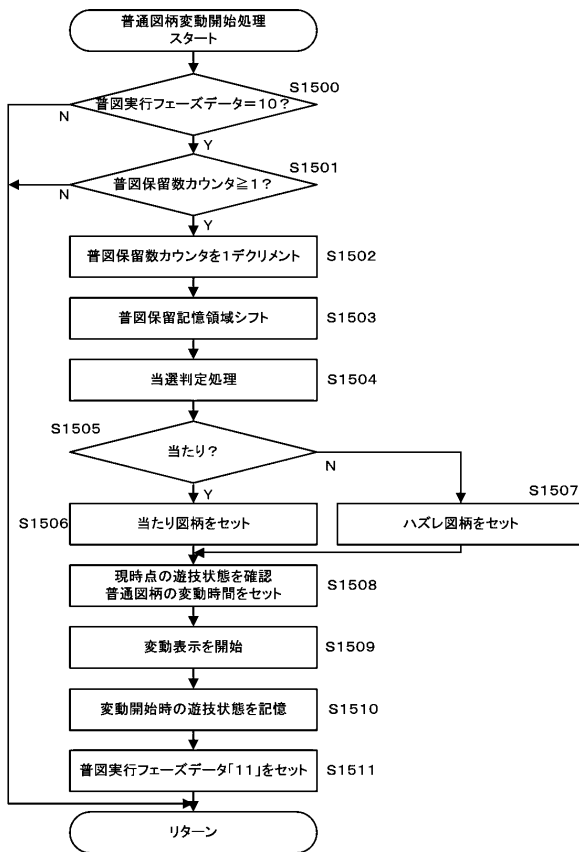 普通図柄変動開始処理
スタート
S1500
普図実行フェーズデータ＝10？
N
Y
S1501
普図保留数カウンタ≧1？
N
Y
普図保留数カウンタを1デクリメント
S1502
普図保留記憶領域シフト
S1503
当選判定処理
S1504
S1505
当たり？
N
Y
S1507
S1506
当たり図柄をセット
ハズレ図柄をセット
現時点の遊技状態を確認
普通図柄の変動時間をセット
S1508
変動表示を開始
S1509
変動開始時の遊技状態を記憶
S1510
普図実行フェーズデータ「11」をセット
S1511
リターン